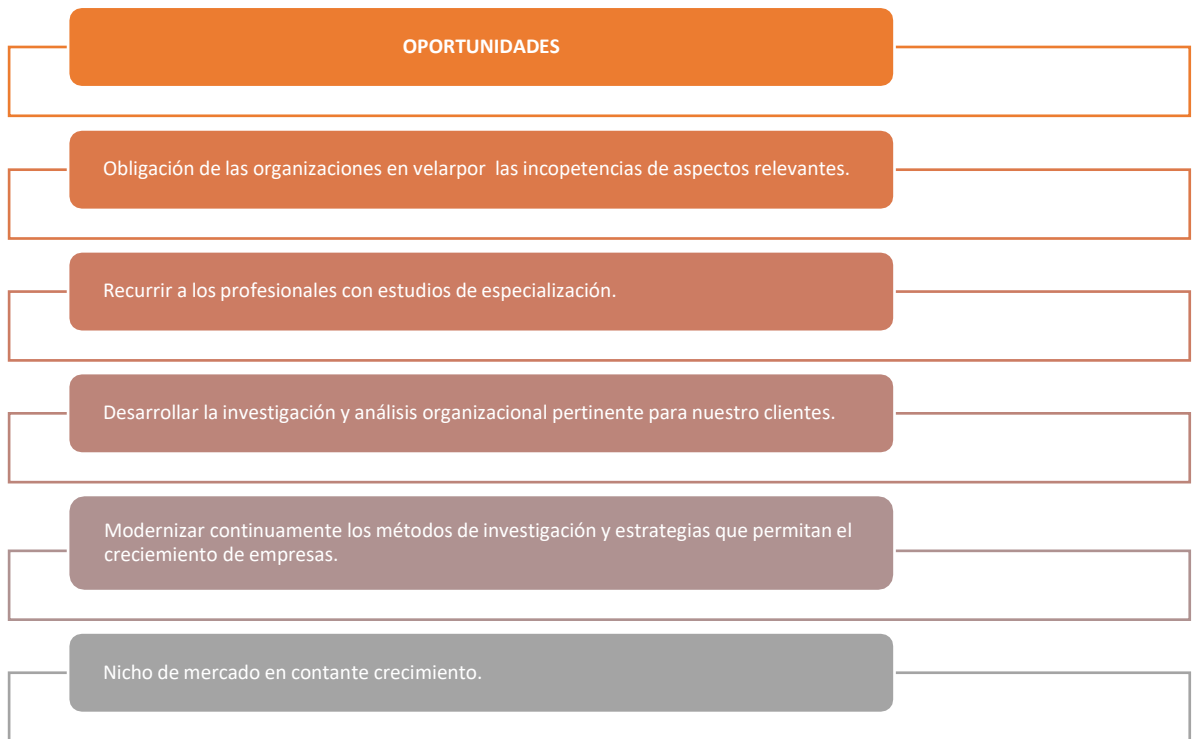 OPORTUNIDADES
Obligación de las organizaciones en velarpor las incopetencias de aspectos relevantes.
Recurrir a los profesionales con estudios de especialización.
Desarrollar la investigación y análisis organizacional pertinente para nuestro clientes.
Modernizar continuamente los métodos de investigación y estrategias que permitan el
creciemiento de empresas.
Nicho de mercado en contante crecimiento.